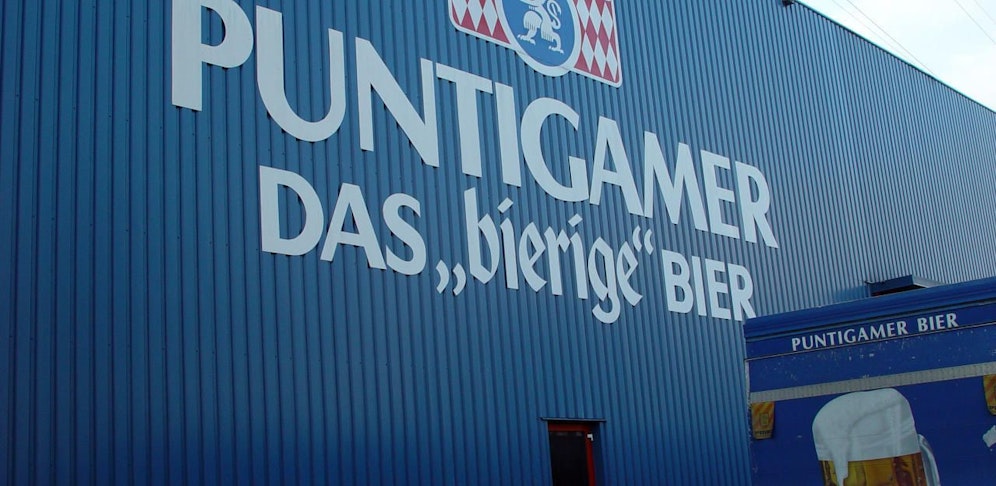 PUNTIGAMER
DAS „bierige“ BIER
PUNTIGAMER BIER